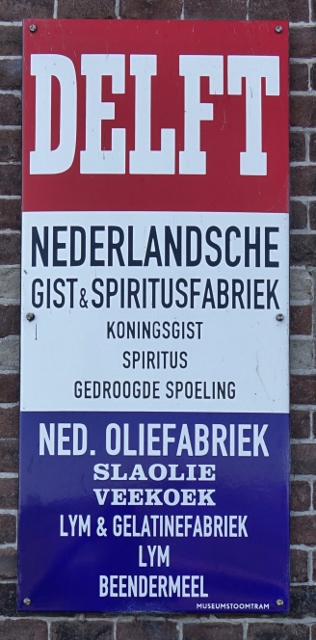 DELFT
NEDERLANDSCHE
GIST & SPIRITUSFABRIEK
KONINGSGIST
SPIRITUS
GEDROOGDE SPOELING
NED. OLIEFABRIEK
SLAOLIE
VEEKOEK
LYM & GELATINEFABRIEK
LYM
BEENDERMEEL
MUSEUMSTOOMTRAM